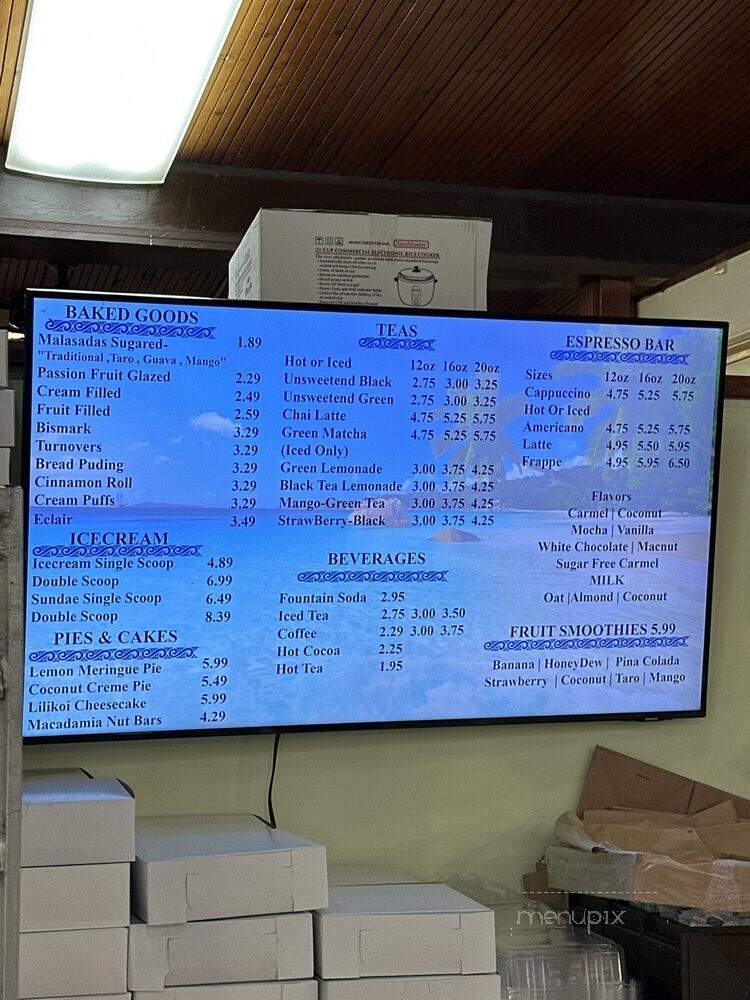 RiceMaster
COMMERCIAL ELECTRONIC RICE COOKER
BAKED GOODS
Malasadas Sugared- 1.89
"Traditional ,Taro , Guava , Mango"
Passion Fruit Glazed 2.29
Cream Filled 2.49
Fruit Filled 2.59
Bismark 3.29
Turnovers 3.29
Bread Puding 3.29
Cinnamon Roll 3.29
Cream Puffs 3.29
Eclair 3.49
ICECREAM
Icecream Single Scoop 4.89
Double Scoop 6.99
Sundae Single Scoop 6.49
Double Scoop 8.39
PIES & CAKES
Lemon Meringue Pie 5.99
Coconut Creme Pie 5.49
Lilikoi Cheesecake 5.99
Macadamia Nut Bars 4.29
TEAS
Hot or Iced 12oz 16oz 20oz
Unsweetend Black 2.75 3.00 3.25
Unsweetend Green 2.75 3.00 3.25
Chai Latte 4.75 5.25 5.75
Green Matcha 4.75 5.25 5.75
(Iced Only)
Green Lemonade 3.00 3.75 4.25
Black Tea Lemonade 3.00 3.75 4.25
Mango-Green Tea 3.00 3.75 4.25
StrawBerry-Black 3.00 3.75 4.25
BEVERAGES
Fountain Soda 2.95
Iced Tea 2.75 3.00 3.50
Coffee 2.29 3.00 3.75
Hot Cocoa 2.25
Hot Tea 1.95
ESPRESSO BAR
Sizes 12oz 16oz 20oz
Cappuccino 4.75 5.25 5.75
Hot Or Iced
Americano 4.75 5.25 5.75
Latte 4.95 5.50 5.95
Frappe 4.95 5.95 6.50
Flavors
Carmel | Coconut
Mocha | Vanilla
White Chocolate | Macnut
Sugar Free Carmel
MILK
Oat |Almond | Coconut
FRUIT SMOOTHIES 5.99
Banana | HoneyDew | Pina Colada
Strawberry | Coconut | Taro | Mango
menupix